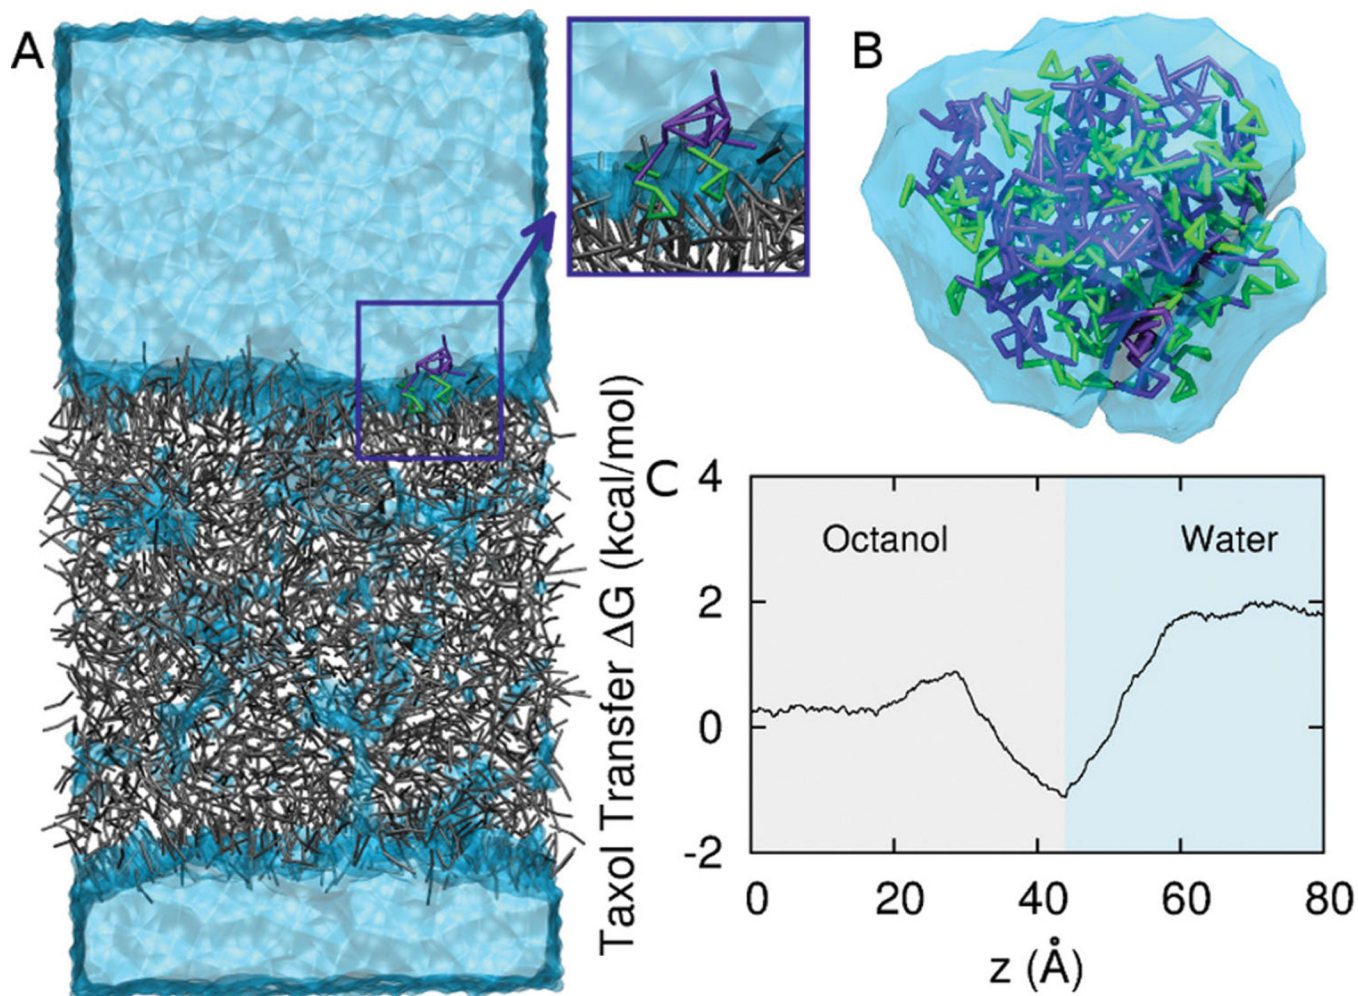 A
B
C
Taxol Transfer ΔG (kcal/mol)
4
2
0
-2
Octanol
Water
0 20 40 60 80
z (Å)